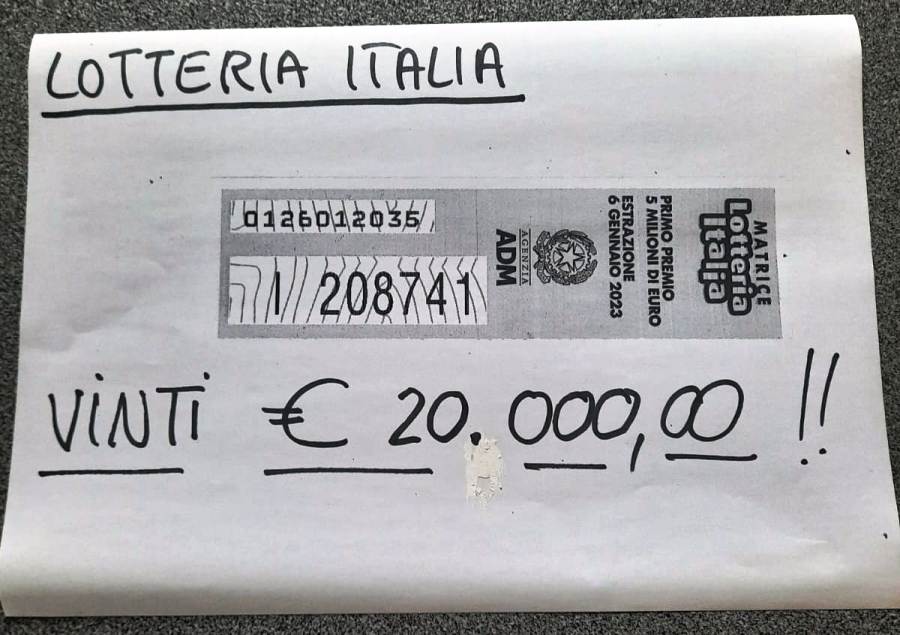 LOTTERIA ITALIA
0126012035
I 208741
AGENZIA
ADM
PRIMO PREMIO
5 MILIONI DI EURO
ESTRAZIONE
6 GENNAIO 2023
MATRICE
Lotteria
Italia
VINTI € 20.000,00 !!